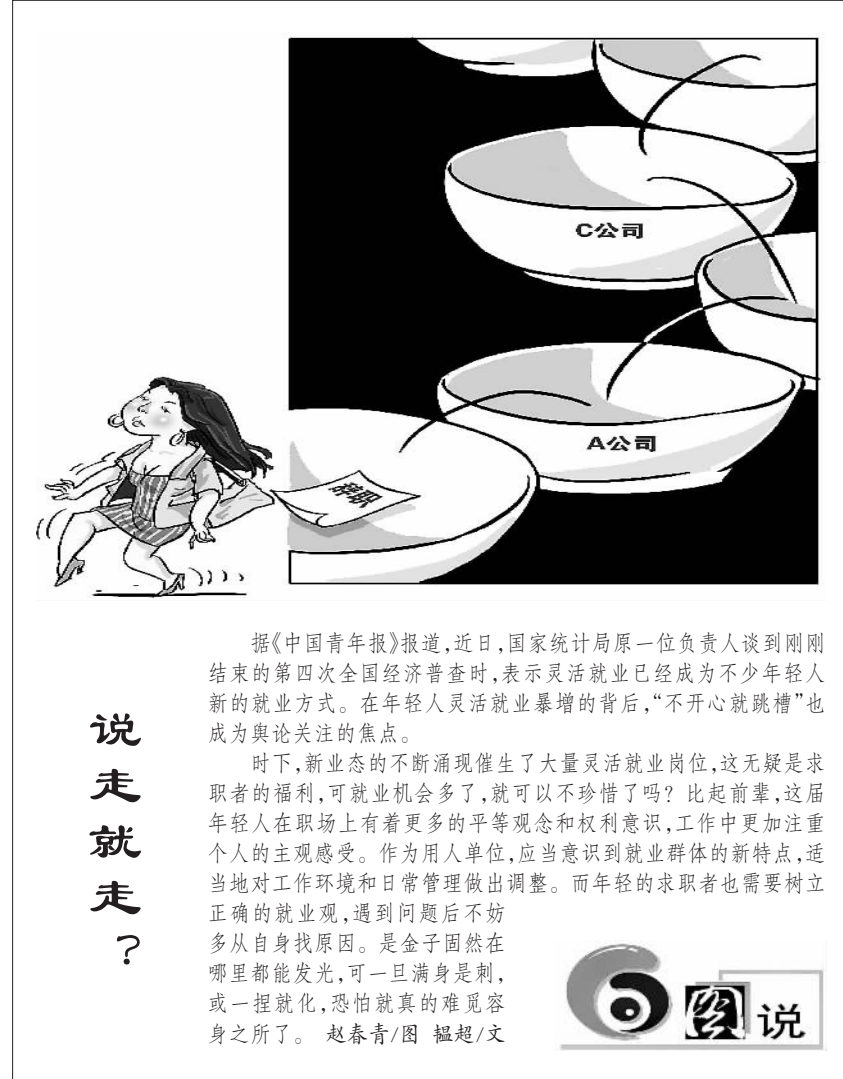 C公司
A公司
辞职
说走就走？
据《中国青年报》报道,近日,国家统计局原一位负责人谈到刚刚
结束的第四次全国经济普查时,表示灵活就业已经成为不少年轻人
新的就业方式。在年轻人灵活就业暴增的背后,“不开心就跳槽”也
成为舆论关注的焦点。
时下,新业态的不断涌现催生了大量灵活就业岗位,这无疑是求
职者的福利,可就业机会多了,就可以不珍惜了吗? 比起前辈,这届
年轻人在职场上有着更多的平等观念和权利意识,工作中更加注重
个人的主观感受。作为用人单位,应当意识到就业群体的新特点,适
当地对工作环境和日常管理做出调整。而年轻的求职者也需要树立
正确的就业观,遇到问题后不妨
多从自身找原因。是金子固然在
哪里都能发光,可一旦满身是刺,
或一捏就化,恐怕就真的难觅容
身之所了。 赵春青/图 韫超/文
图说